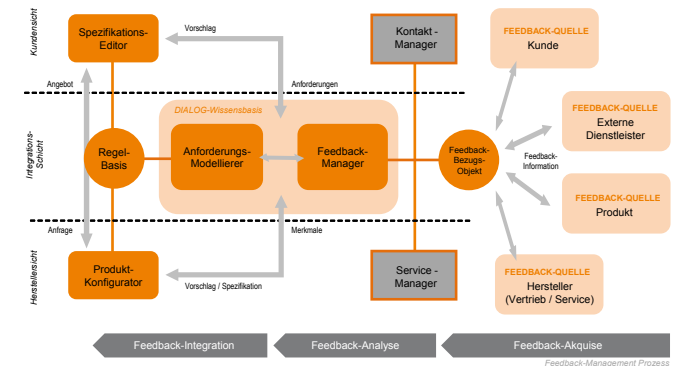 Kundensicht
Spezifikations-
Editor
Vorschlag
Kontakt -
Manager
FEEDBACK-QUELLE
Kunde
Angebot
Anforderungen
DIALOG-Wissensbasis
FEEDBACK-QUELLE
Externe
Dienstleister
Integrations-
Schicht
Regel-
Basis
Anforderungs-
Modellierer
Feedback-
Manager
Feedback-
Bezugs-
Objekt
Feedback-
Information
FEEDBACK-QUELLE
Produkt
Anfrage
Merkmale
Herstellersicht
Produkt-
Konfigurator
Vorschlag / Spezifikation
Service -
Manager
FEEDBACK-QUELLE
Hersteller
(Vertrieb / Service)
Feedback-Integration
Feedback-Analyse
Feedback-Akquise
Feedback-Management Prozess